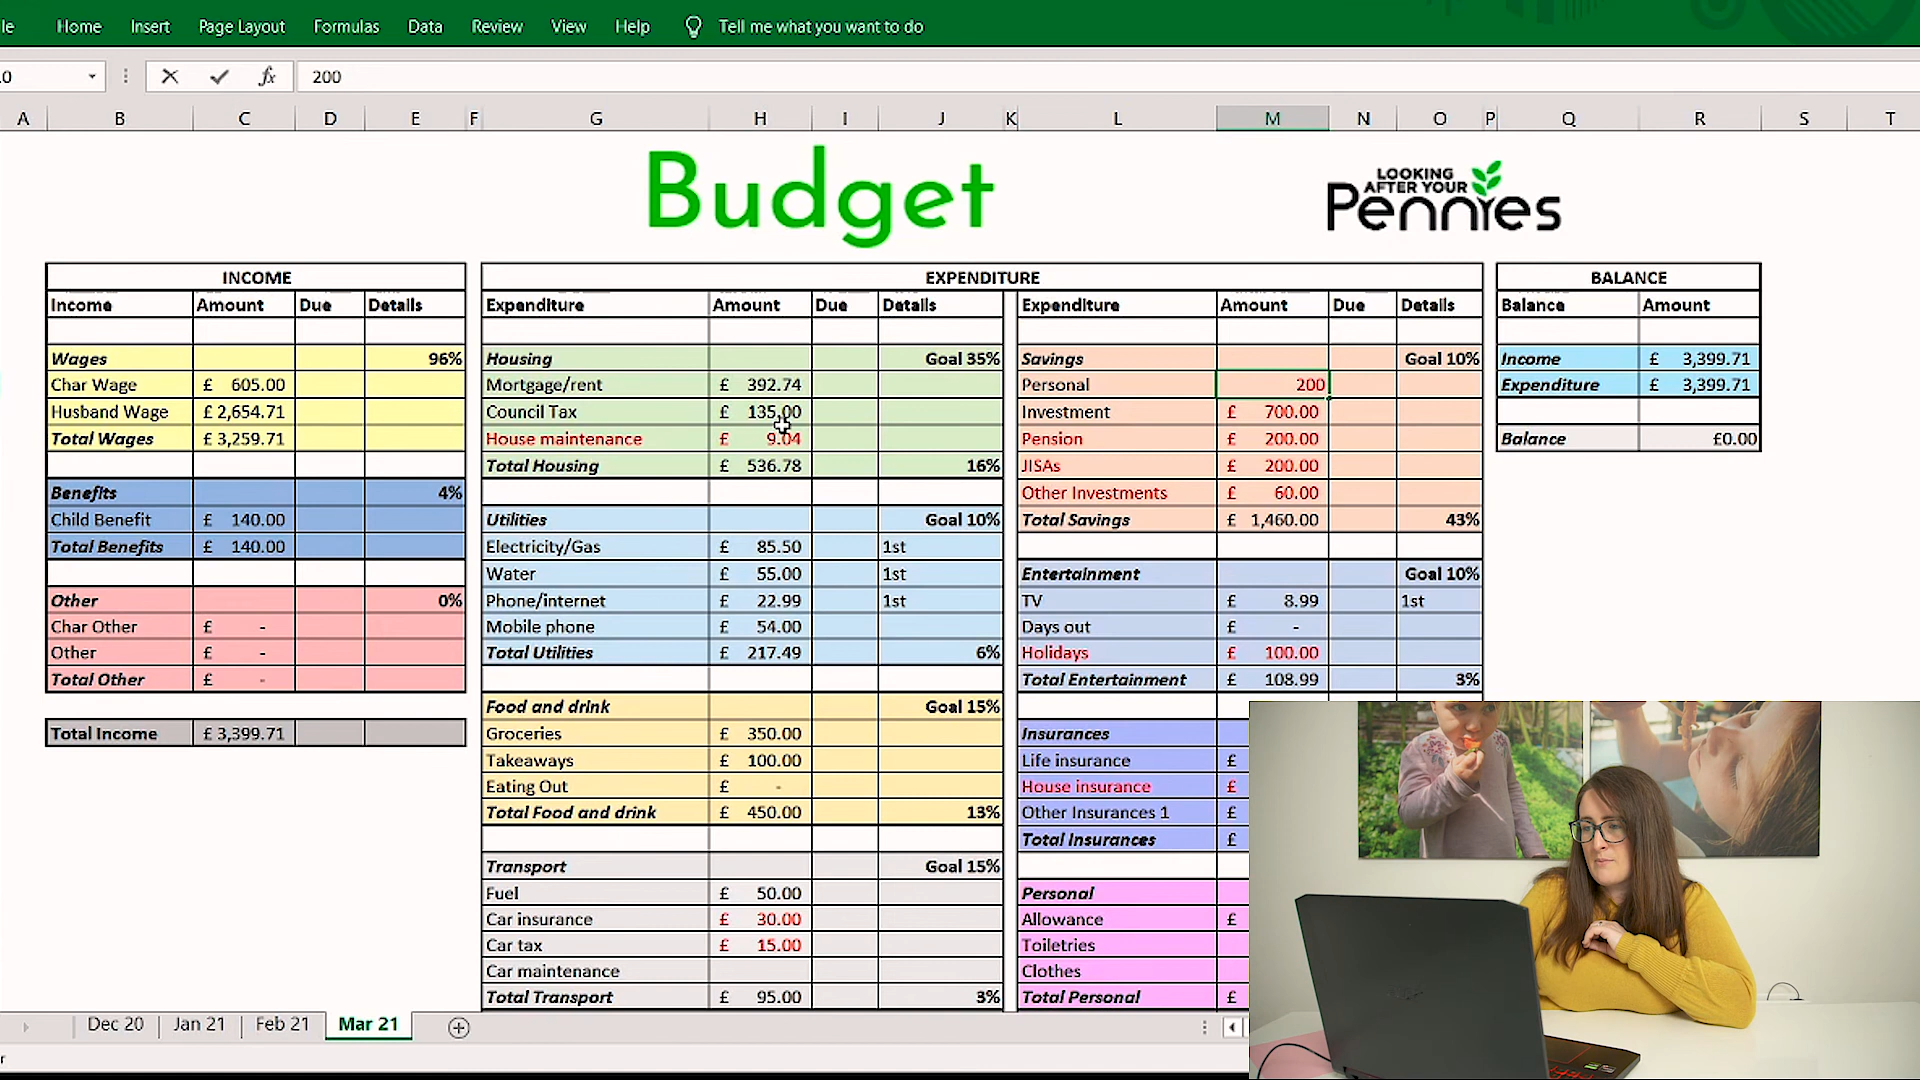 le Home Insert Page Layout Formulas Data Review View Help Tell me what you want to do
.0 fx 200
A B C D E F G H I J K L M N O P Q R S T
Budget
LOOKING
AFTER YOUR
Pennies
INCOME EXPENDITURE BALANCE
Income Amount Due Details Expenditure Amount Due Details Expenditure Amount Due Details Balance Amount
Wages 96% Housing Goal 35% Savings Goal 10% Income £ 3,399.71
Char Wage £ 605.00 Mortgage/rent £ 392.74 Personal 200 Expenditure £ 3,399.71
Husband Wage £ 2,654.71 Council Tax £ 135.00 Investment £ 700.00
Total Wages £ 3,259.71 House maintenance £ 9.04 Pension £ 200.00 Balance £0.00
Total Housing £ 536.78 16% JISAs £ 200.00
Benefits 4% Other Investments £ 60.00
Child Benefit £ 140.00 Utilities Goal 10% Total Savings £ 1,460.00 43%
Total Benefits £ 140.00 Electricity/Gas £ 85.50 1st
Water £ 55.00 1st Entertainment Goal 10%
Other 0% Phone/internet £ 22.99 1st TV £ 8.99 1st
Char Other £ - Mobile phone £ 54.00 Days out £ -
Other £ - Total Utilities £ 217.49 6% Holidays £ 100.00
Total Other £ - Total Entertainment £ 108.99 3%
Food and drink Goal 15%
Total Income £ 3,399.71 Groceries £ 350.00 Insurances
Takeaways £ 100.00 Life insurance £
Eating Out £ - House insurance £
Total Food and drink £ 450.00 13% Other Insurances 1 £
Total Insurances £
Transport Goal 15%
Fuel £ 50.00 Personal
Car insurance £ 30.00 Allowance £
Car tax £ 15.00 Toiletries
Car maintenance Clothes
Total Transport £ 95.00 3% Total Personal £
Dec 20 Jan 21 Feb 21 Mar 21
r